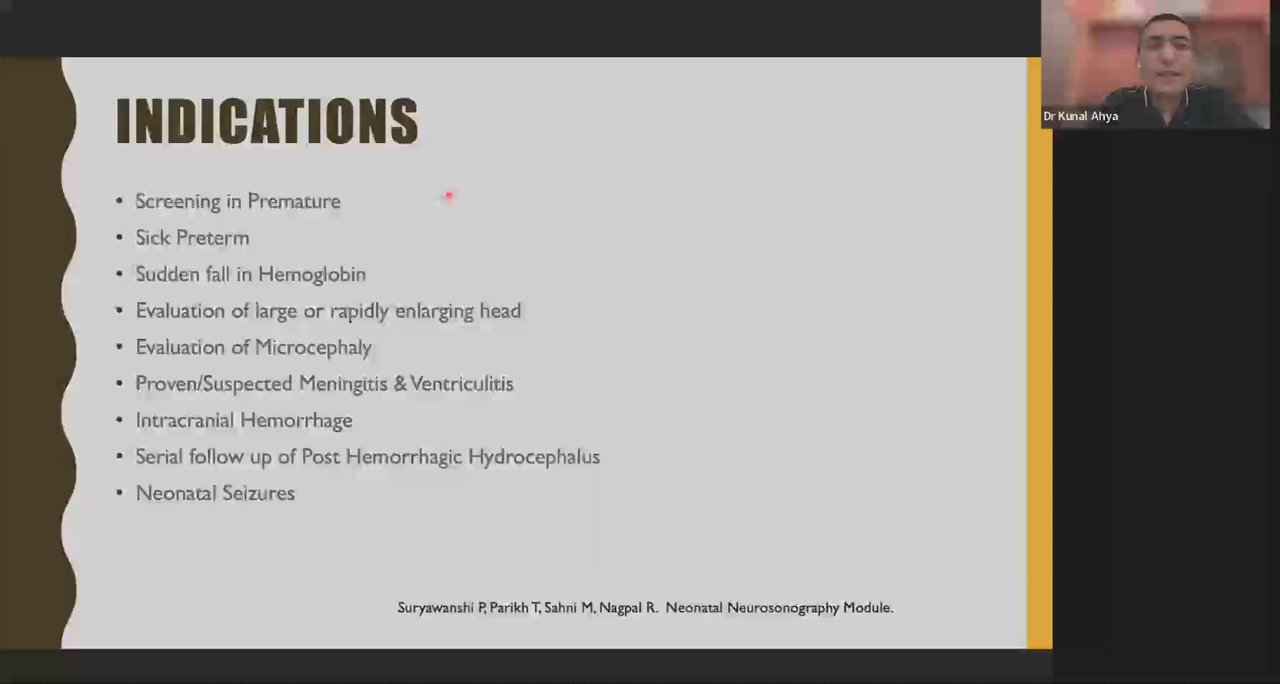 INDICATIONS
• Screening in Premature
• Sick Preterm
• Sudden fall in Hemoglobin
• Evaluation of large or rapidly enlarging head
• Evaluation of Microcephaly
• Proven/Suspected Meningitis & Ventriculitis
• Intracranial Hemorrhage
• Serial follow up of Post Hemorrhagic Hydrocephalus
• Neonatal Seizures
Suryawanshi P, Parikh T, Sahni M, Nagpal R. Neonatal Neurosonography Module.
Dr Kunal Ahya